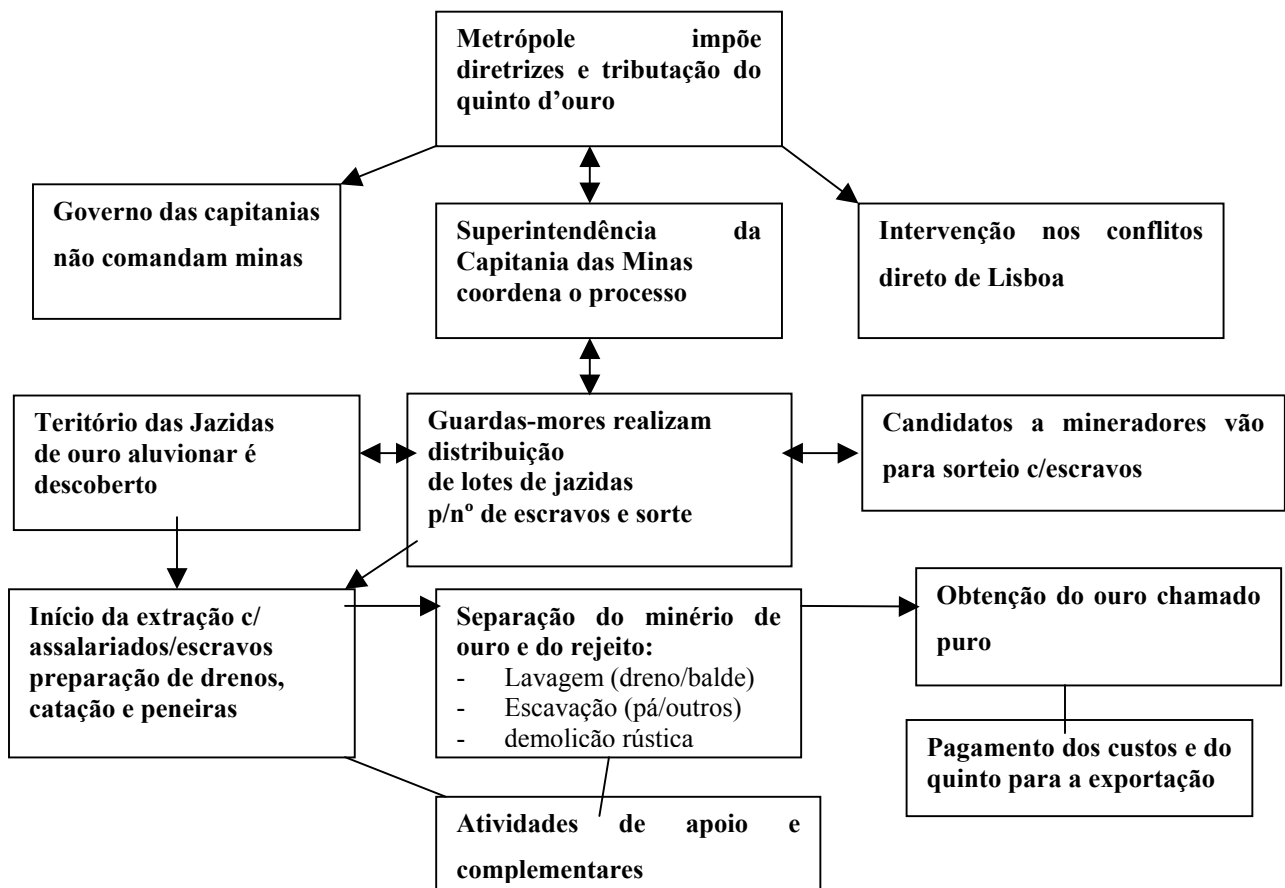 Metrópole impõe
diretrizes e tributação do
quinto d’ouro
Governo das capitanias
não comandam minas
Superintendência da
Capitania das Minas
coordena o processo
Intervenção nos conflitos
direto de Lisboa
Teritório das Jazidas
de ouro aluvionar é
descoberto
Guardas-mores realizam
distribuição
de lotes de jazidas
p/nº de escravos e sorte
Candidatos a mineradores vão
para sorteio c/escravos
Início da extração c/
assalariados/escravos
preparação de drenos,
catação e peneiras
Separação do minério de
ouro e do rejeito:
- Lavagem (dreno/balde)
- Escavação (pá/outros)
- demolicão rústica
Obtenção do ouro chamado
puro
Pagamento dos custos e do
quinto para a exportação
Atividades de apoio e
complementares